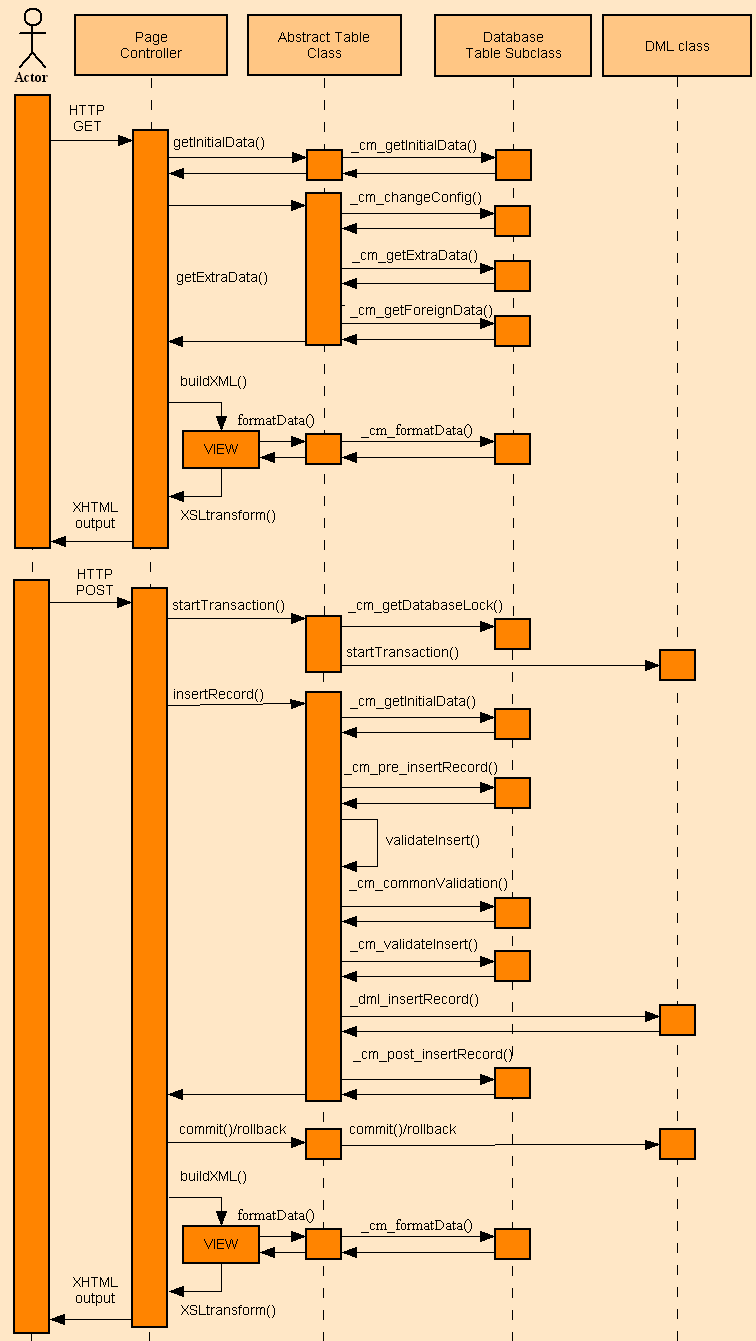 Page
Controller
Abstract Table
Class
Database
Table Subclass
DML class
Actor
HTTP
GET
getInitialData()
_cm_getInitialData()
_cm_changeConfig()
_cm_getExtraData()
getExtraData()
_cm_getForeignData()
buildXML()
formatData()
_cm_formatData()
VIEW
XHTML
output
XSLtransform()
HTTP
POST
startTransaction()
_cm_getDatabaseLock()
startTransaction()
insertRecord()
_cm_getInitialData()
_cm_pre_insertRecord()
validateInsert()
_cm_commonValidation()
_cm_validateInsert()
_dml_insertRecord()
_cm_post_insertRecord()
commit()/rollback
commit()/rollback
buildXML()
formatData()
_cm_formatData()
VIEW
XHTML
output
XSLtransform()